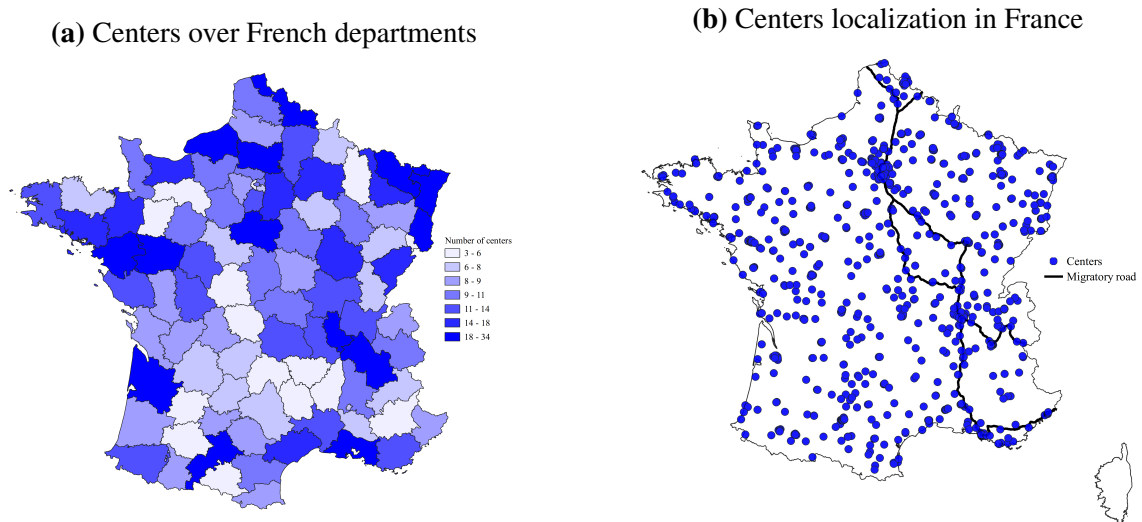 (a) Centers over French departments
Number of centers
3 - 6
6 - 8
8 - 9
9 - 11
11 - 14
14 - 18
18 - 34
(b) Centers localization in France
Centers
Migratory road